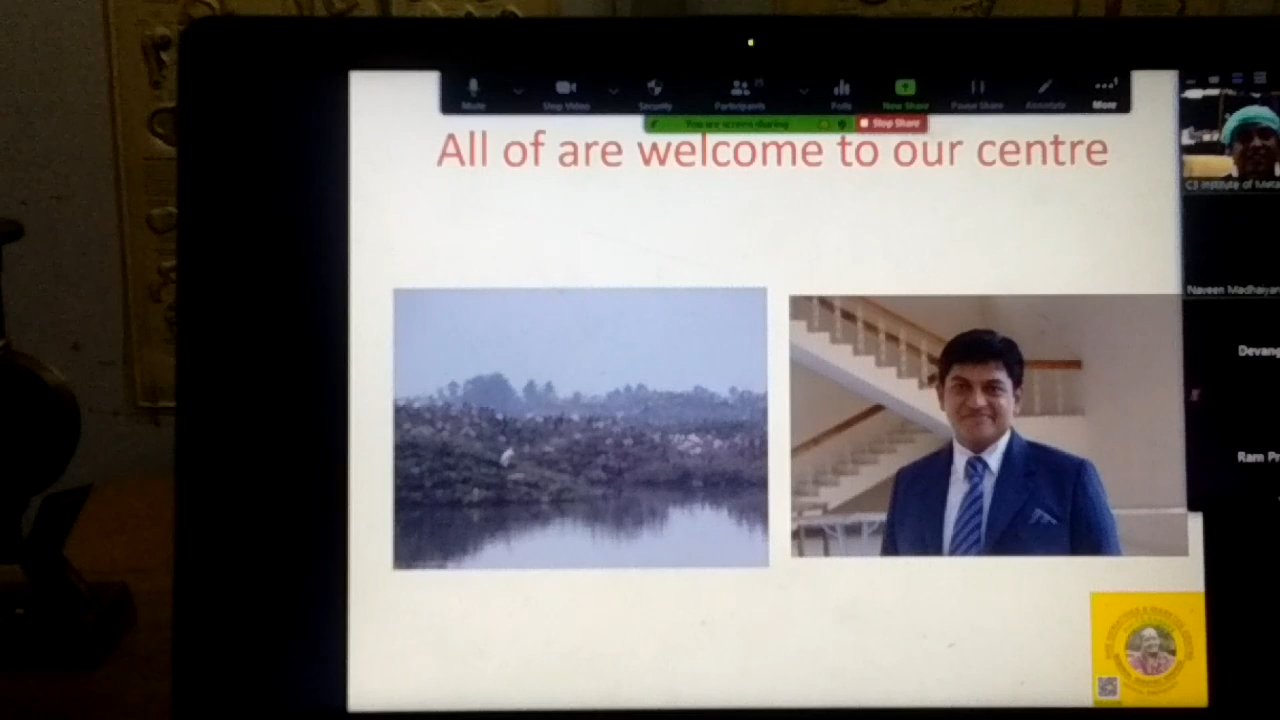 Mute
Stop Video
Security
Participants
Polls
New Share
Pause Share
Annotate
More
You are screen sharing
Stop Share
All of are welcome to our centre
C3 Institute of Meta
Naveen Madhaiyan
Devang
Ram Pr